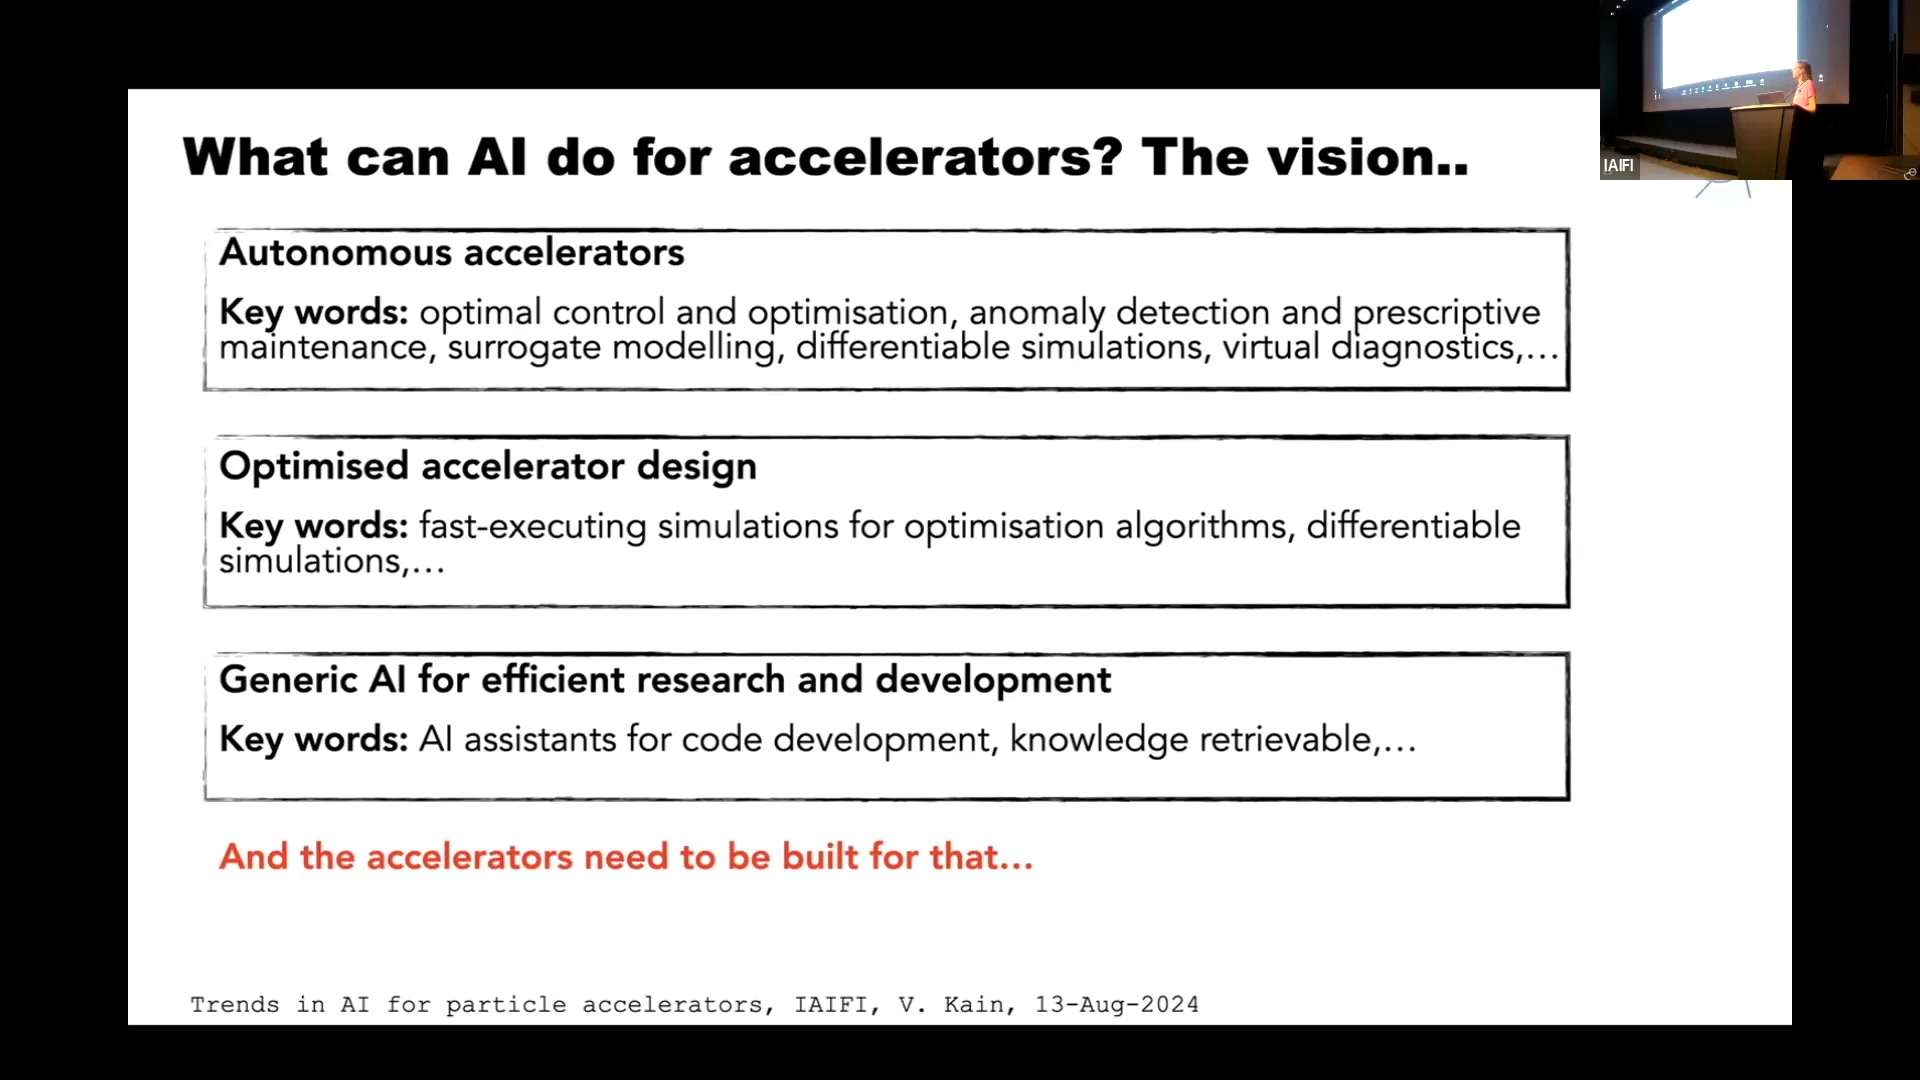 What can AI do for accelerators? The vision..
IAIFI
Autonomous accelerators
Key words: optimal control and optimisation, anomaly detection and prescriptive
maintenance, surrogate modelling, differentiable simulations, virtual diagnostics,...
Optimised accelerator design
Key words: fast-executing simulations for optimisation algorithms, differentiable
simulations,...
Generic AI for efficient research and development
Key words: AI assistants for code development, knowledge retrievable,...
And the accelerators need to be built for that...
Trends in AI for particle accelerators, IAIFI, V. Kain, 13-Aug-2024